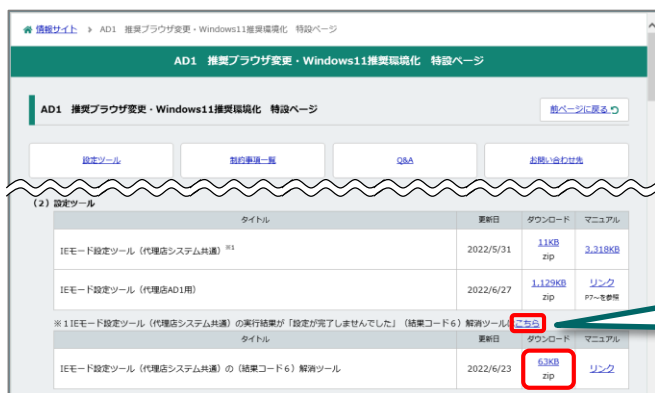 情報サイト > AD1 推奨ブラウザ変更・Windows11推奨環境化 特設ページ
AD1 推奨ブラウザ変更・Windows11推奨環境化 特設ページ
AD1 推奨ブラウザ変更・Windows11推奨環境化 特設ページ 前ページに戻る
設定ツール 制約事項一覧 Q&A お問い合わせ先
(2) 設定ツール
タイトル 更新日 ダウンロード マニュアル
IEモード設定ツール(代理店システム共通)※1 2022/5/31 11KB zip 3,318KB
IEモード設定ツール(代理店AD1用) 2022/6/27 1,129KB zip リンク P7~を参照
※1IEモード設定ツール(代理店システム共通)の実行結果が「設定が完了しませんでした」(結果コード6)解消ツールはこちら
タイトル 更新日 ダウンロード マニュアル
IEモード設定ツール(代理店システム共通)の(結果コード6)解消ツール 2022/6/23 63KB zip リンク